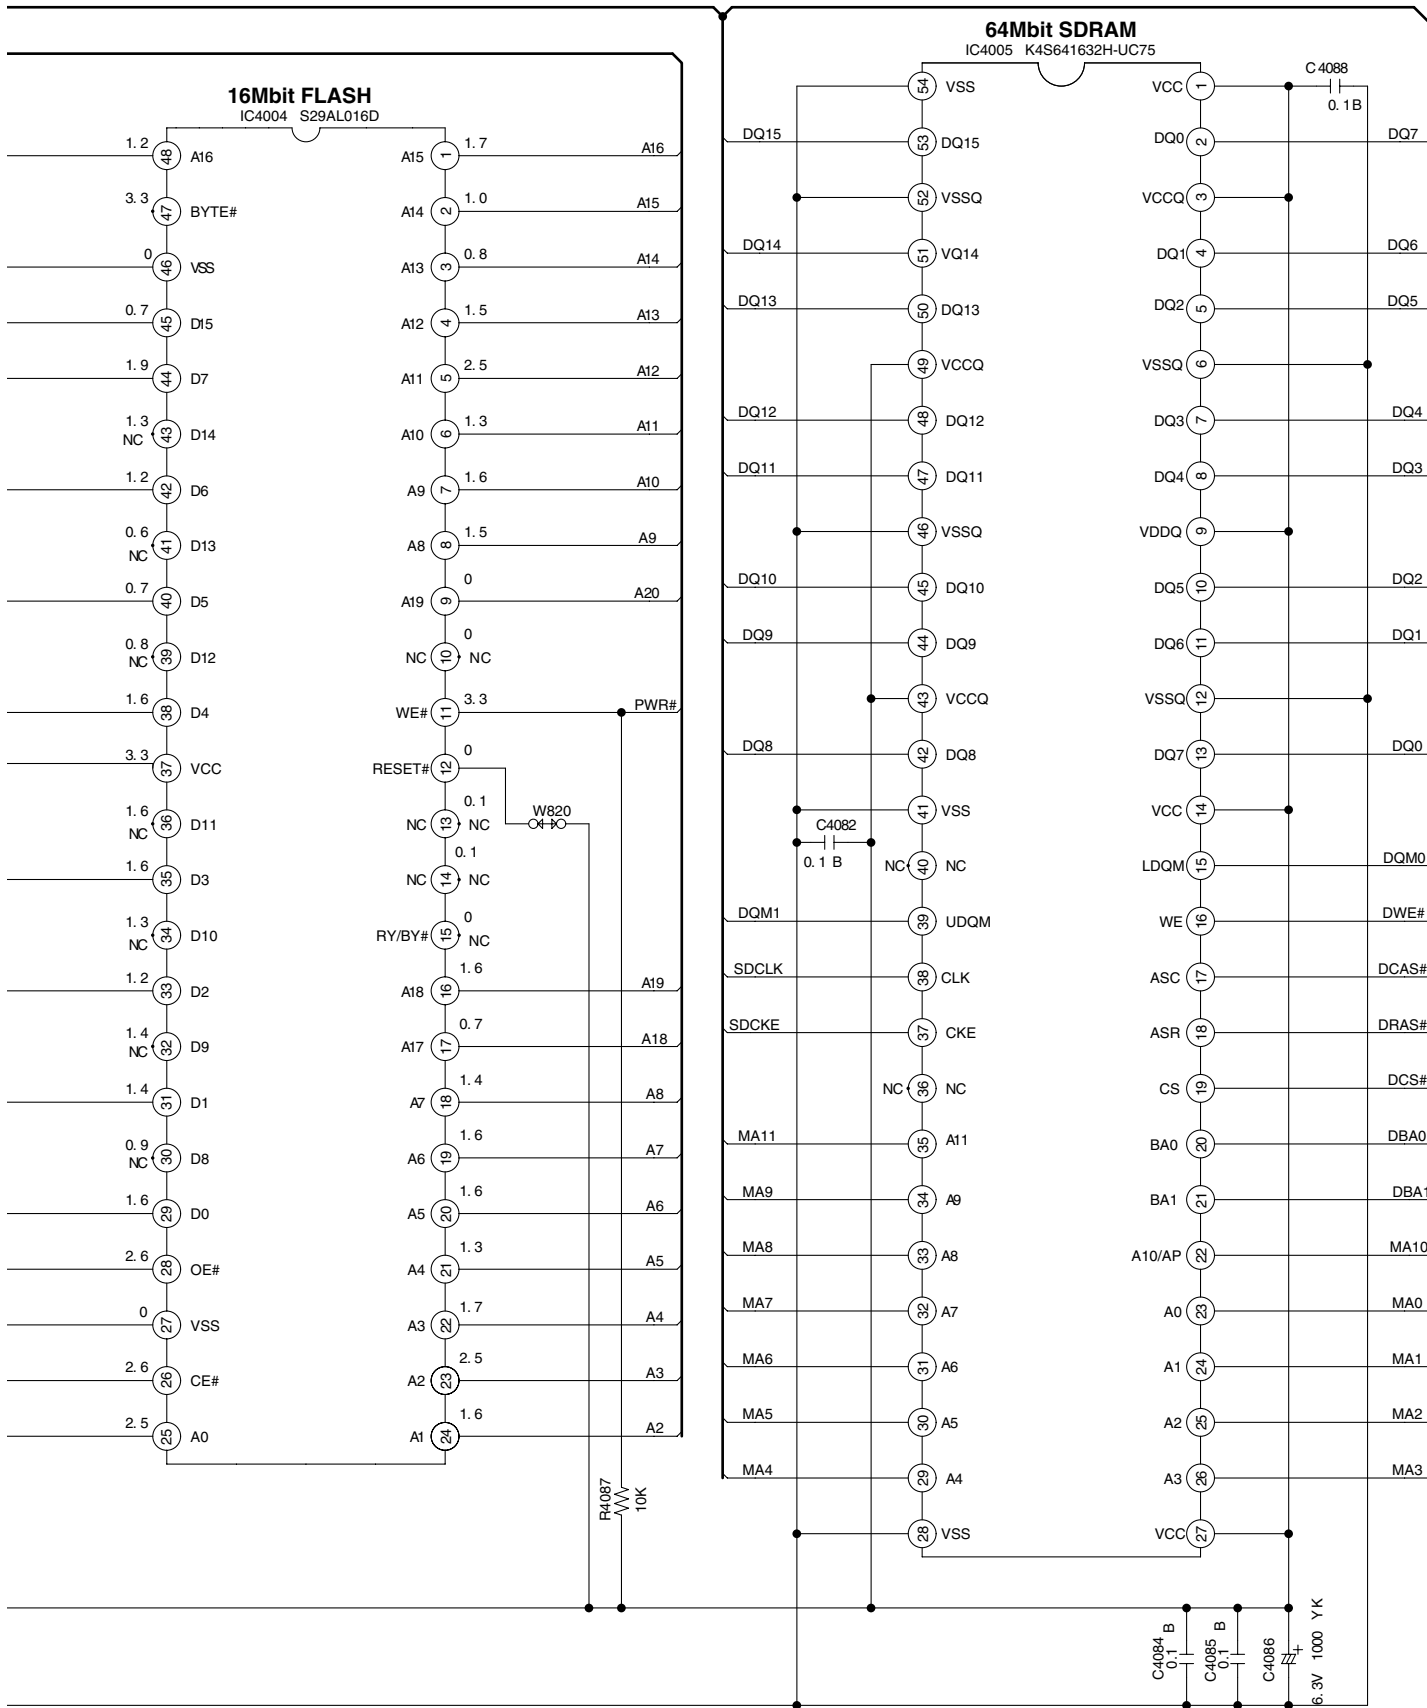 16Mbit FLASH
IC4004 S29AL016D
1.2 48 A16 A15 1 1.7 A16
3.3 47 BYTE# A14 2 1.0 A15
0 46 VSS A13 3 0.8 A14
0.7 45 D15 A12 4 1.5 A13
1.9 44 D7 A11 5 2.5 A12
1.3 NC 43 D14 A10 6 1.3 A11
1.2 42 D6 A9 7 1.6 A10
0.6 NC 41 D13 A8 8 1.5 A9
0.7 40 D5 A19 9 0 A20
0.8 NC 39 D12 NC 10 0 NC
1.6 38 D4 WE# 11 3.3 PWR#
3.3 37 VCC RESET# 12 0
1.6 NC 36 D11 NC 13 0.1 NC
W820
1.6 35 D3 NC 14 0.1 NC
1.3 NC 34 D10 RY/BY# 15 0 NC
1.2 33 D2 A18 16 1.6 A19
1.4 NC 32 D9 A17 17 0.7 A18
1.4 31 D1 A7 18 1.4 A8
0.9 NC 30 D8 A6 19 1.6 A7
1.6 29 D0 A5 20 1.6 A6
2.6 28 OE# A4 21 1.3 A5
0 27 VSS A3 22 1.7 A4
2.6 26 CE# A2 23 2.5 A3
2.5 25 A0 A1 24 1.6 A2
R4087
10K
64Mbit SDRAM
IC4005 K4S641632H-UC75
54 VSS VCC 1
C4088
0.1B
DQ15 53 DQ15 DQ0 2 DQ7
52 VSSQ VCCQ 3
DQ14 51 VQ14 DQ1 4 DQ6
DQ13 50 DQ13 DQ2 5 DQ5
49 VCCQ VSSQ 6
DQ12 48 DQ12 DQ3 7 DQ4
DQ11 47 DQ11 DQ4 8 DQ3
46 VSSQ VDDQ 9
DQ10 45 DQ10 DQ5 10 DQ2
DQ9 44 DQ9 DQ6 11 DQ1
43 VCCQ VSSQ 12
DQ8 42 DQ8 DQ7 13 DQ0
41 VSS VCC 14
C4082
0.1 B
NC 40 NC LDQM 15 DQM0
DQM1 39 UDQM WE 16 DWE#
SDCLK 38 CLK ASC 17 DCAS#
SDCKE 37 CKE ASR 18 DRAS#
NC 36 NC CS 19 DCS#
MA11 35 A11 BA0 20 DBA0
MA9 34 A9 BA1 21 DBA1
MA8 33 A8 A10/AP 22 MA10
MA7 32 A7 A0 23 MA0
MA6 31 A6 A1 24 MA1
MA5 30 A5 A2 25 MA2
MA4 29 A4 A3 26 MA3
28 VSS VCC 27
C4084
0.1 B
C4085
0.1 B
C4086
+
6.3V 1000 YK